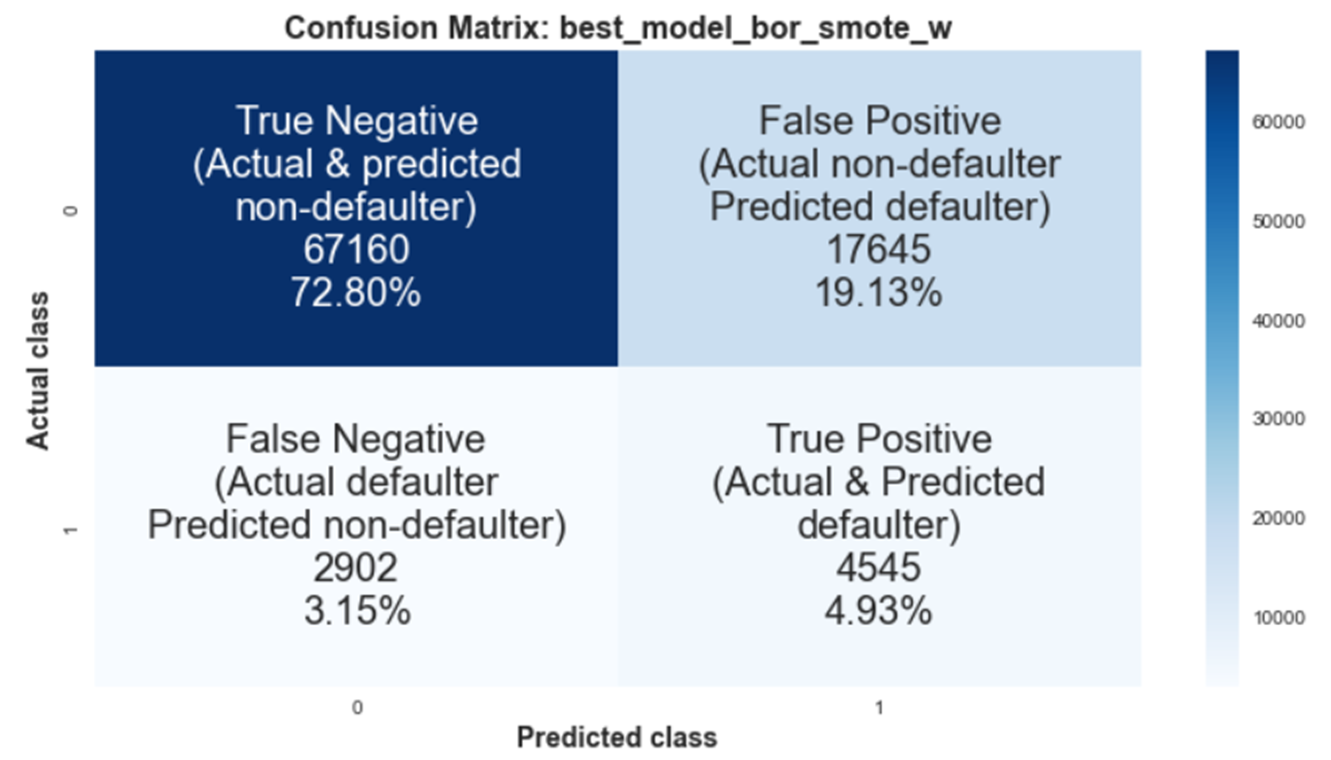 Confusion Matrix: best_model_bor_smote_w
True Negative
(Actual & predicted
non-defaulter)
67160
72.80%
False Positive
(Actual non-defaulter
Predicted defaulter)
17645
19.13%
False Negative
(Actual defaulter
Predicted non-defaulter)
2902
3.15%
True Positive
(Actual & Predicted
defaulter)
4545
4.93%
Actual class
0
1
0
1
Predicted class
60000
50000
40000
30000
20000
10000